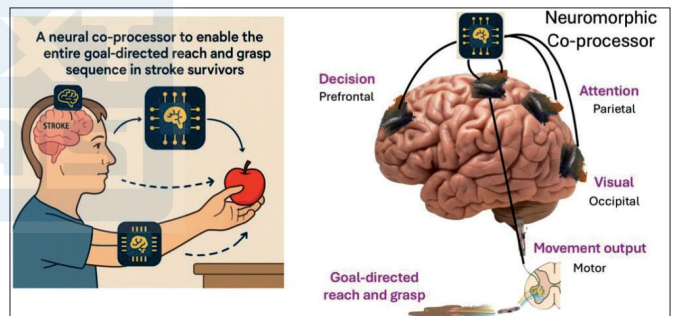 A neural co-processor to enable the
entire goal-directed reach and grasp
sequence in stroke survivors
STROKE
Neuromorphic
Co-processor
Decision
Prefrontal
Attention
Parietal
Visual
Occipital
Movement output
Motor
Goal-directed
reach and grasp